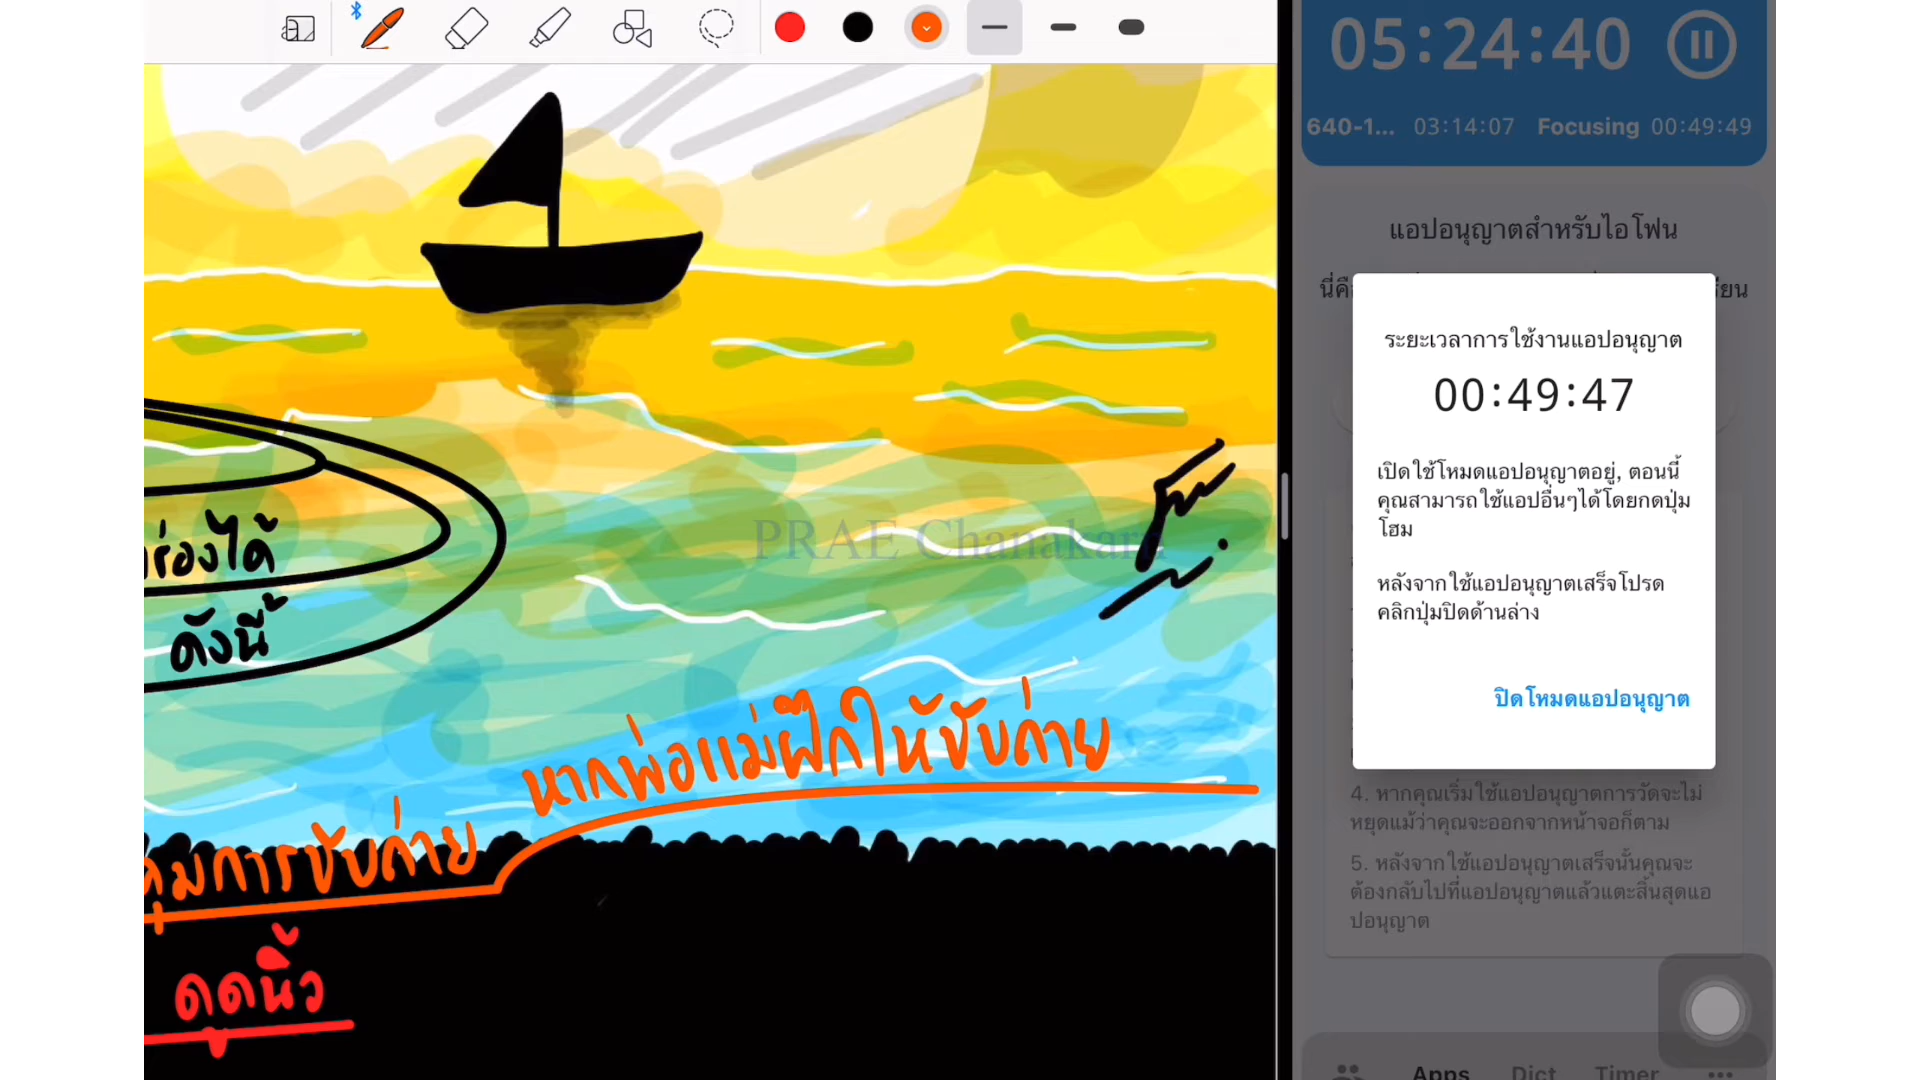 05:24:40
640-1... 03:14:07 Focusing 00:49:49
แอปอนุญาตสำหรับไอโฟน
ระยะเวลาการใช้งานแอปอนุญาต
00:49:47
เปิดใช้โหมดแอปอนุญาตอยู่, ตอนนี้
คุณสามารถใช้แอปอื่นๆได้โดยกดปุ่ม
โฮม
หลังจากใช้แอปอนุญาตเสร็จโปรด
คลิกปุ่มปิดด้านล่าง
ปิดโหมดแอปอนุญาต
4. หากคุณเริ่มใช้แอปอนุญาตการวัดจะไม่
หยุดแม้ว่าคุณจะออกจากหน้าจอก็ตาม
5. หลังจากใช้แอปอนุญาตเสร็จนั้นคุณจะ
ต้องกลับไปที่แอปอนุญาตแล้วแตะสิ้นสุดแอ
ปอนุญาต
Apps Dict Timer
PRAE Chanakarn
ดังนี้
หากพ่อแม่ฝึกให้ขับถ่าย
คุมการขับถ่าย
ดูดนิ้ว